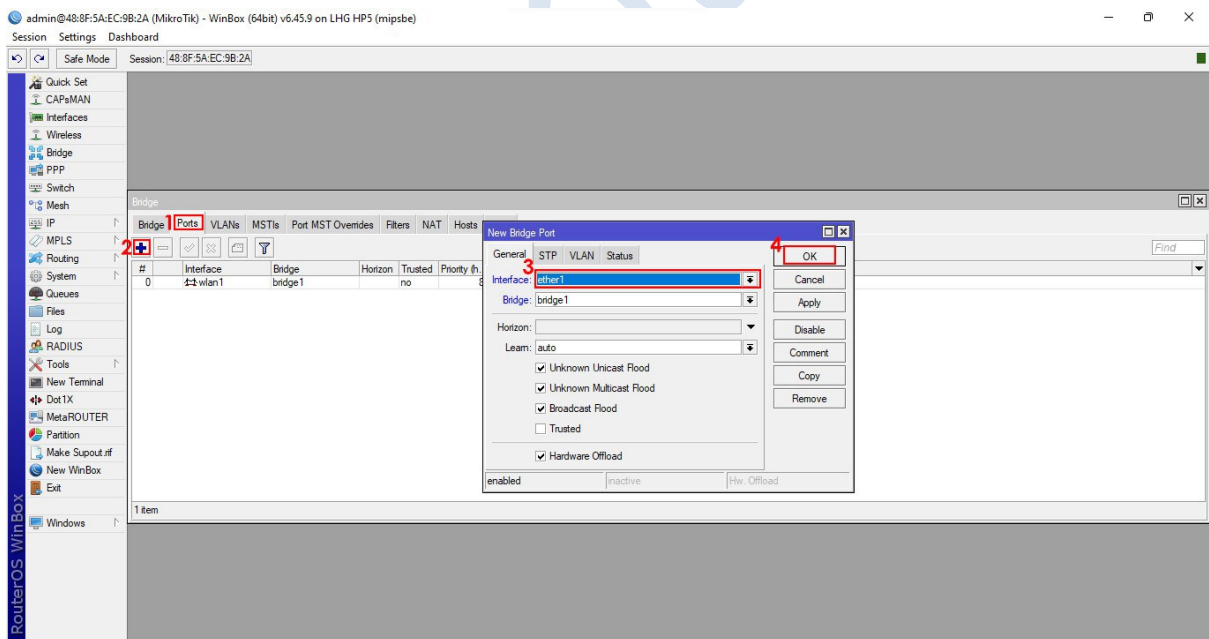 admin@48:8F:5A:EC:9B:2A (MikroTik) - WinBox (64bit) v6.45.9 on LHG HP5 (mipsbe)
Session Settings Dashboard
Safe Mode Session: 48:8F:5A:EC:9B:2A
Quick Set
CAPsMAN
Interfaces
Wireless
Bridge
PPP
Switch
Mesh
IP
MPLS
Routing
System
Queues
Files
Log
RADIUS
Tools
New Terminal
Dot1X
MetaROUTER
Partition
Make Supout.rif
New WinBox
Exit
Windows
RouterOS WinBox
Bridge
Bridge 1 Ports VLANs MSTIs Port MST Overrides Filters NAT Hosts
2
Find
# Interface Bridge Horizon Trusted Priority (h.
0 wlan1 bridge1 no 8
1 item
New Bridge Port
General STP VLAN Status
3
Interface: ether1
Bridge: bridge1
Horizon:
Learn: auto
Unknown Unicast Flood
Unknown Multicast Flood
Broadcast Flood
Trusted
Hardware Offload
enabled inactive Hw. Offload
4
OK
Cancel
Apply
Disable
Comment
Copy
Remove